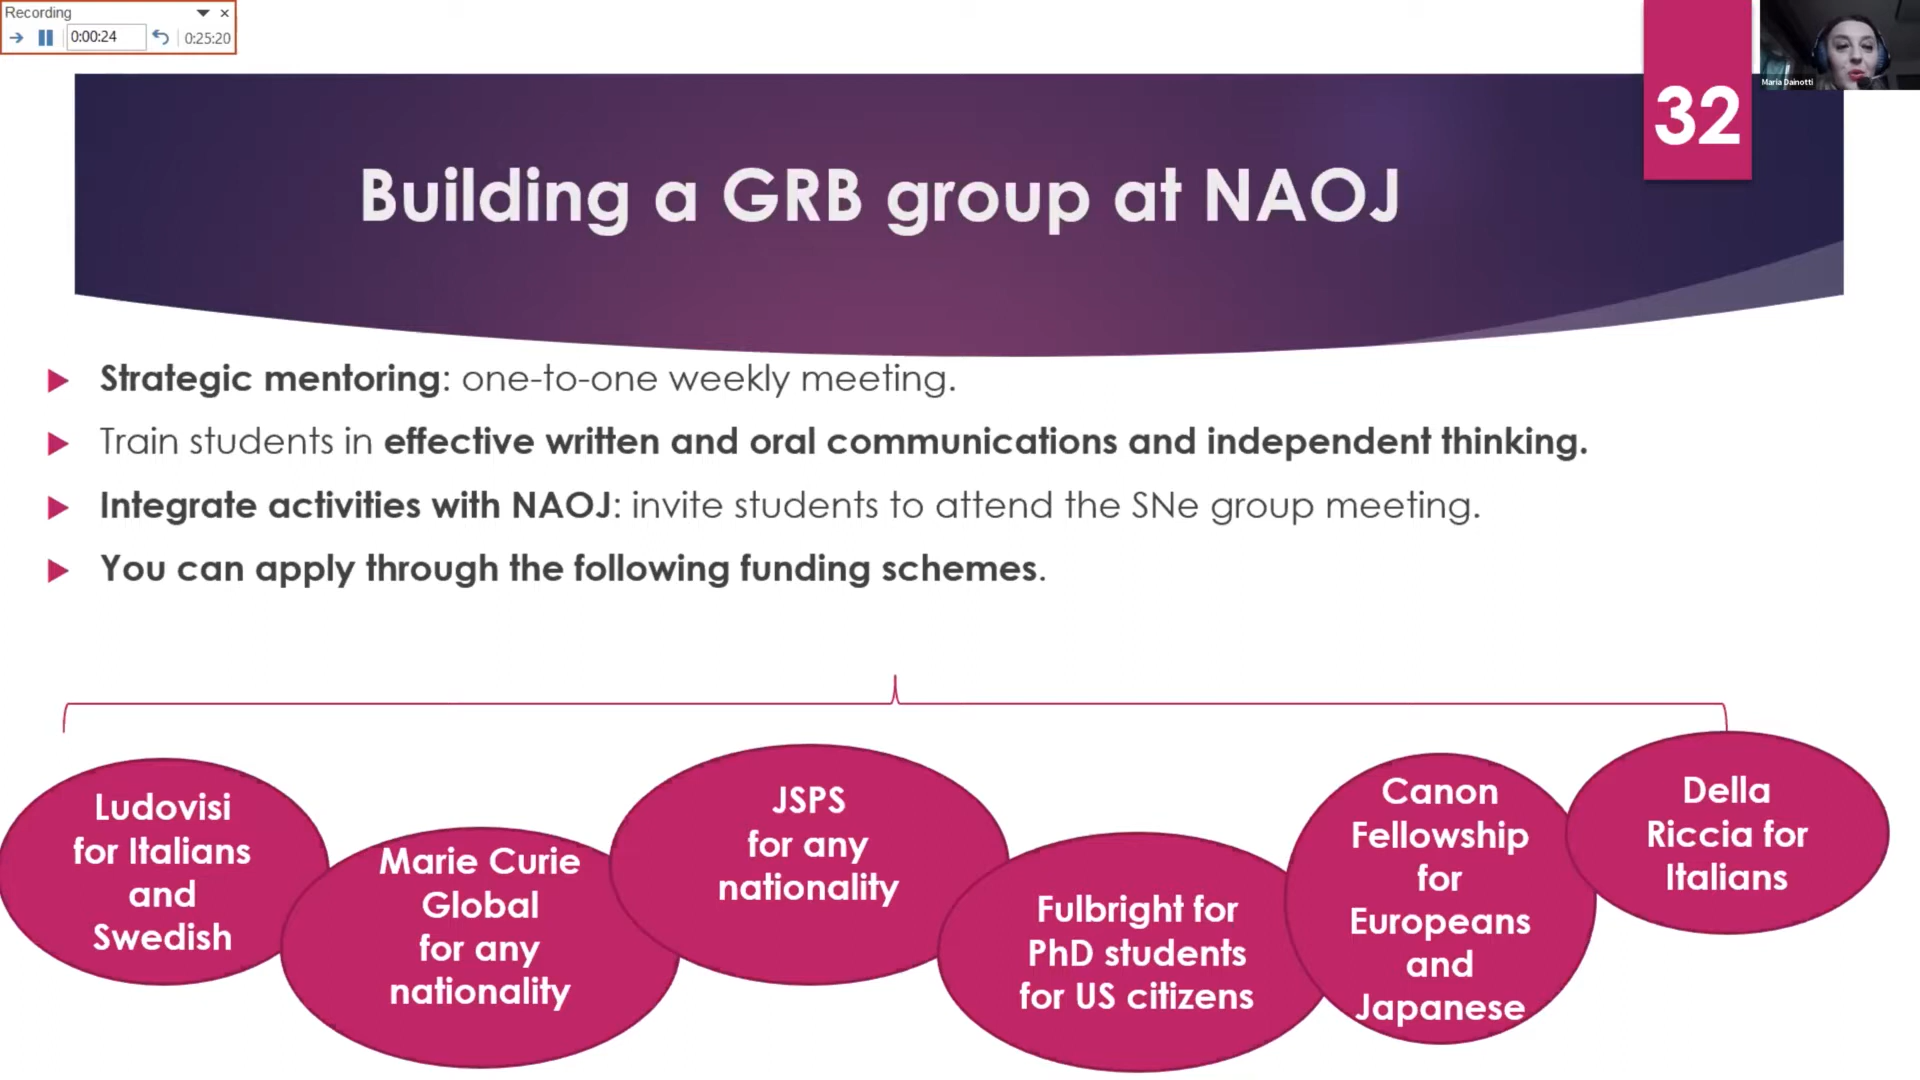 Recording
0:00:24
0:25:20
Maria Dainotti
32
Building a GRB group at NAOJ
Strategic mentoring: one-to-one weekly meeting.
Train students in effective written and oral communications and independent thinking.
Integrate activities with NAOJ: invite students to attend the SNe group meeting.
You can apply through the following funding schemes.
Ludovisi
for Italians
and
Swedish
Marie Curie
Global
for any
nationality
JSPS
for any
nationality
Fulbright for
PhD students
for US citizens
Canon
Fellowship
for
Europeans
and
Japanese
Della
Riccia for
Italians